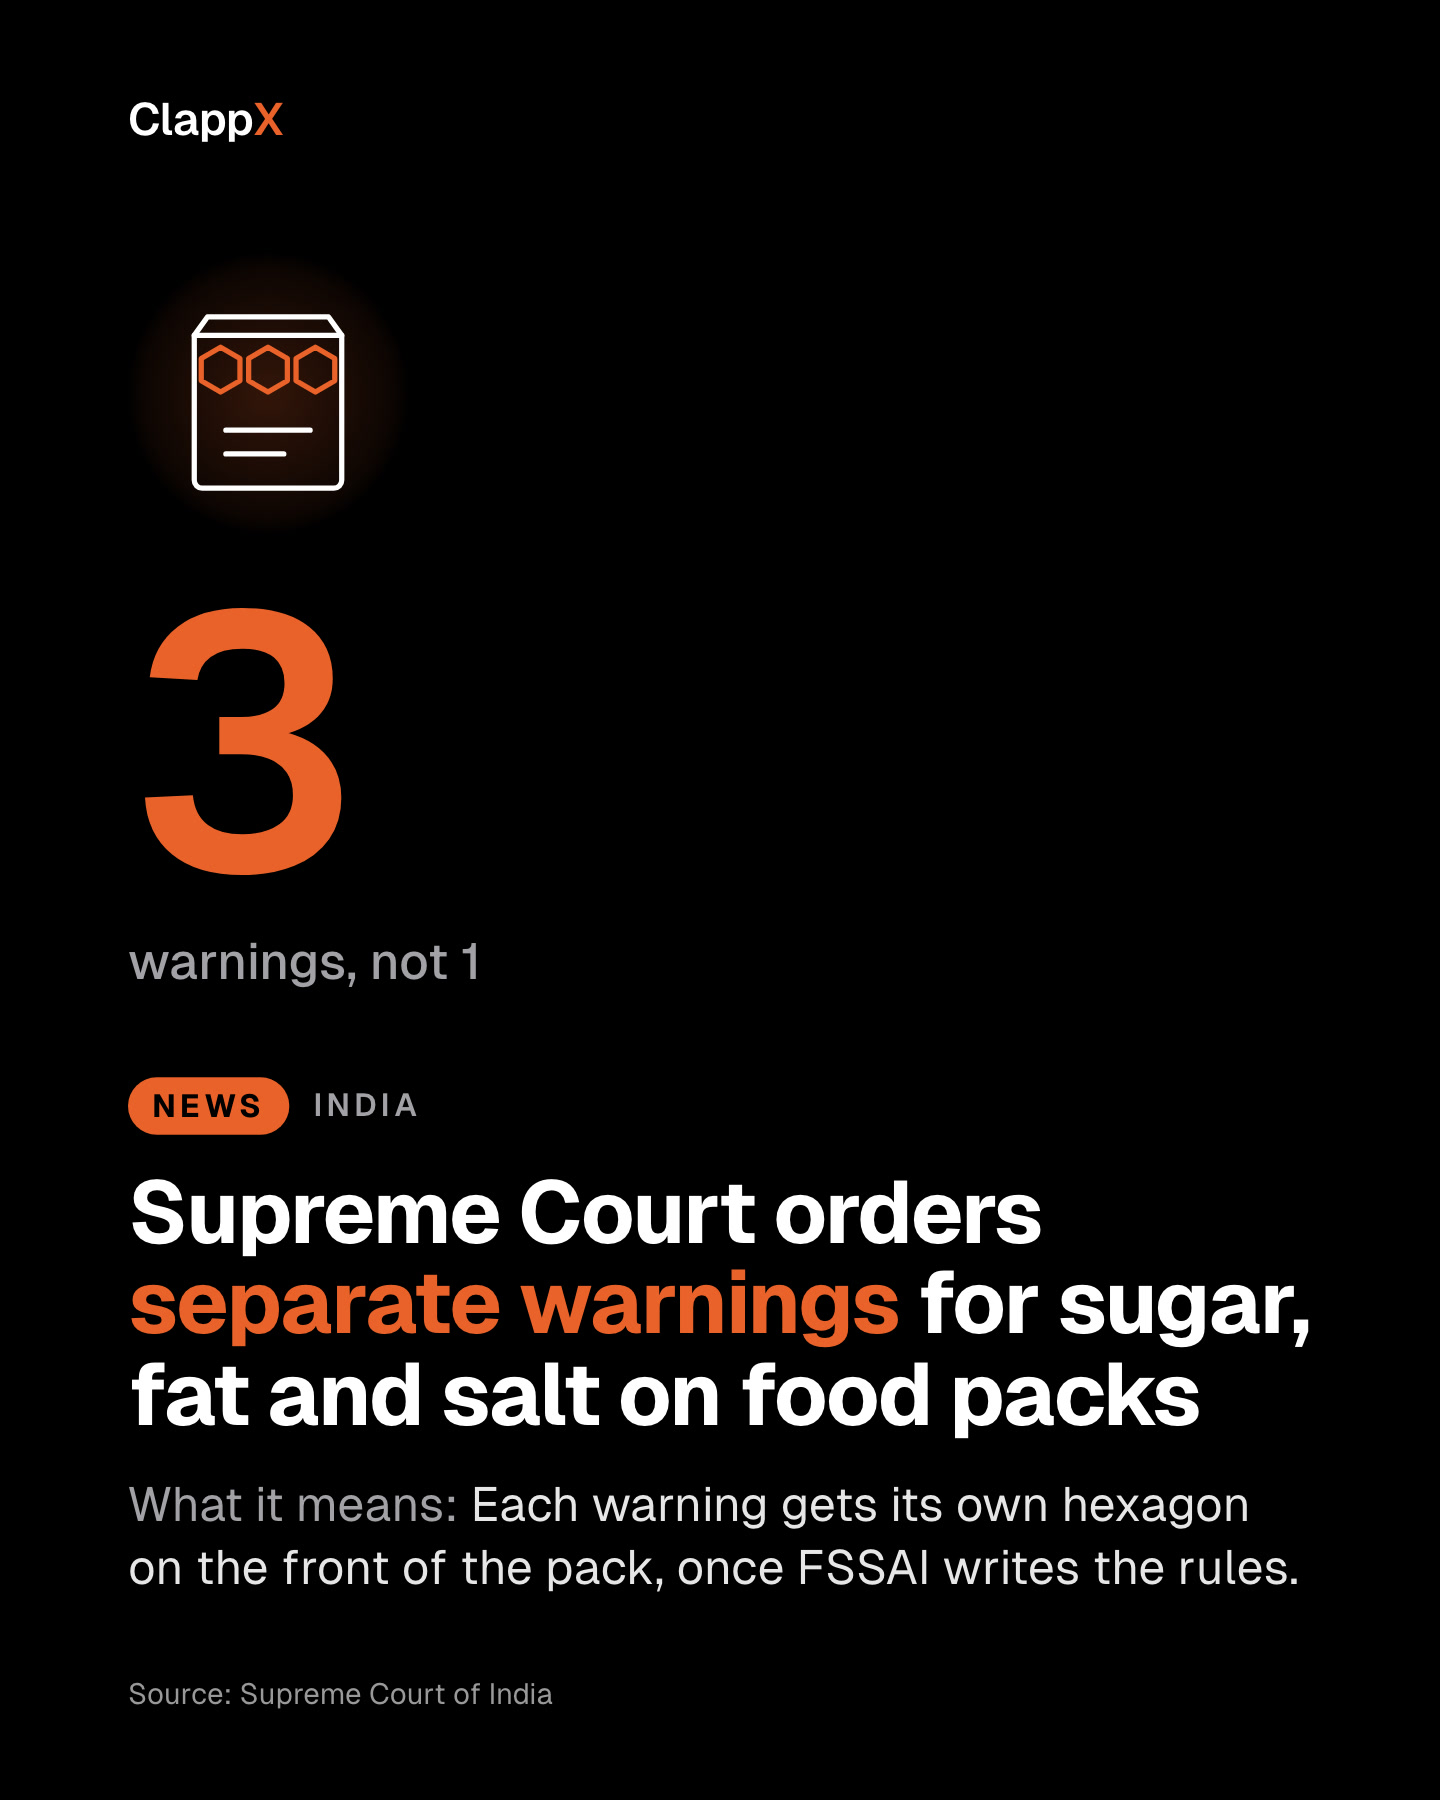 ClappX
3
warnings, not 1
NEWS INDIA
Supreme Court orders
separate warnings for sugar,
fat and salt on food packs
What it means: Each warning gets its own hexagon
on the front of the pack, once FSSAI writes the rules.
Source: Supreme Court of India